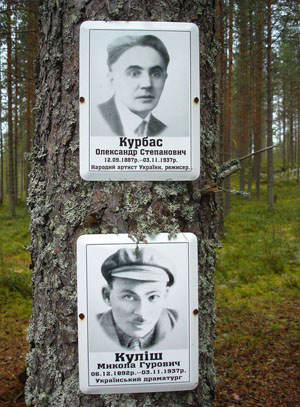 Курбас
Олександр Степанович
12.09.1887р.–03.11.1937р.
Народний артист України, режисер.
Куліш
Микола Гурович
06.12.1892р.–03.11.1937р.
Український драматург